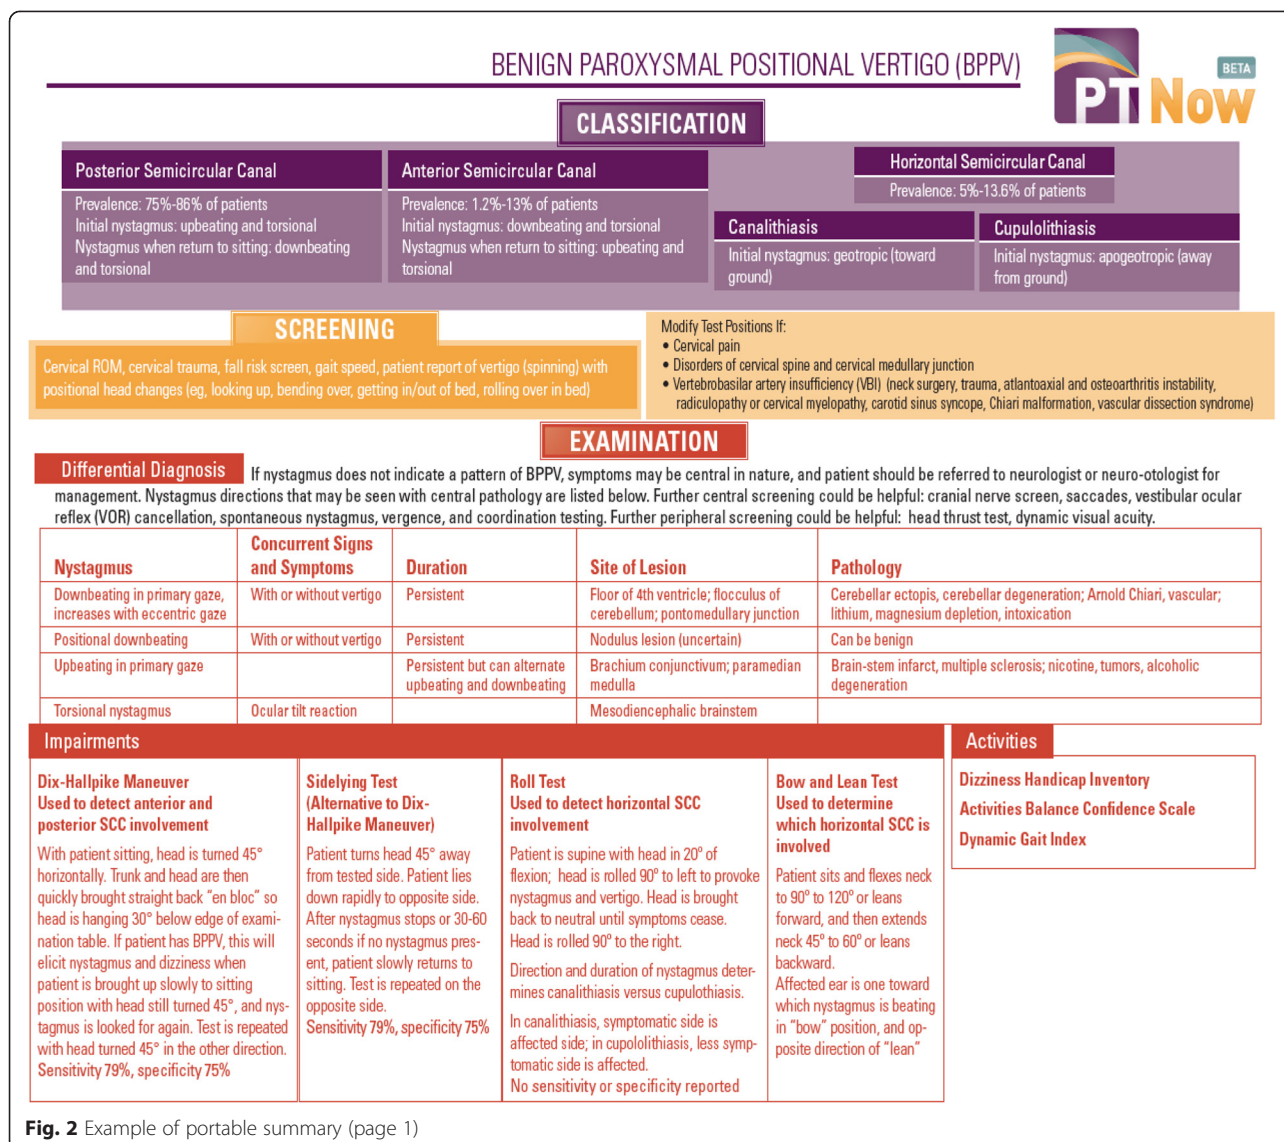 BENIGN PAROXYSMAL POSITIONAL VERTIGO (BPPV)
PT Now
BETA
CLASSIFICATION
Posterior Semicircular Canal
Prevalence: 75%-86% of patients
Initial nystagmus: upbeating and torsional
Nystagmus when return to sitting: downbeating
and torsional
Anterior Semicircular Canal
Prevalence: 1.2%-13% of patients
Initial nystagmus: downbeating and torsional
Nystagmus when return to sitting: upbeating and
torsional
Horizontal Semicircular Canal
Prevalence: 5%-13.6% of patients
Canalithiasis
Initial nystagmus: geotropic (toward
ground)
Cupulolithiasis
Initial nystagmus: apogeotropic (away
from ground)
SCREENING
Cervical ROM, cervical trauma, fall risk screen, gait speed, patient report of vertigo (spinning) with
positional head changes (eg, looking up, bending over, getting in/out of bed, rolling over in bed)
Modify Test Positions If:
• Cervical pain
• Disorders of cervical spine and cervical medullary junction
• Vertebrobasilar artery insufficiency (VBI) (neck surgery, trauma, atlantoaxial and osteoarthritis instability,
radiculopathy or cervical myelopathy, carotid sinus syncope, Chiari malformation, vascular dissection syndrome)
EXAMINATION
Differential Diagnosis If nystagmus does not indicate a pattern of BPPV, symptoms may be central in nature, and patient should be referred to neurologist or neuro-otologist for
management. Nystagmus directions that may be seen with central pathology are listed below. Further central screening could be helpful: cranial nerve screen, saccades, vestibular ocular
reflex (VOR) cancellation, spontaneous nystagmus, vergence, and coordination testing. Further peripheral screening could be helpful: head thrust test, dynamic visual acuity.
Nystagmus
Concurrent Signs
and Symptoms
Duration
Site of Lesion
Pathology
Downbeating in primary gaze,
increases with eccentric gaze
With or without vertigo
Persistent
Floor of 4th ventricle; flocculus of
cerebellum; pontomedullary junction
Cerebellar ectopis, cerebellar degeneration; Arnold Chiari, vascular;
lithium, magnesium depletion, intoxication
Positional downbeating
With or without vertigo
Persistent
Nodulus lesion (uncertain)
Can be benign
Upbeating in primary gaze
Persistent but can alternate
upbeating and downbeating
Brachium conjunctivum; paramedian
medulla
Brain-stem infarct, multiple sclerosis; nicotine, tumors, alcoholic
degeneration
Torsional nystagmus
Ocular tilt reaction
Mesodiencephalic brainstem
Impairments
Dix-Hallpike Maneuver
Used to detect anterior and
posterior SCC involvement
With patient sitting, head is turned 45°
horizontally. Trunk and head are then
quickly brought straight back "en bloc" so
head is hanging 30° below edge of exami-
nation table. If patient has BPPV, this will
elicit nystagmus and dizziness when
patient is brought up slowly to sitting
position with head still turned 45°, and nys-
tagmus is looked for again. Test is repeated
with head turned 45° in the other direction.
Sensitivity 79%, specificity 75%
Sidelying Test
(Alternative to Dix-
Hallpike Maneuver)
Patient turns head 45° away
from tested side. Patient lies
down rapidly to opposite side.
After nystagmus stops or 30-60
seconds if no nystagmus pres-
ent, patient slowly returns to
sitting. Test is repeated on the
opposite side.
Sensitivity 79%, specificity 75%
Roll Test
Used to detect horizontal SCC
involvement
Patient is supine with head in 20° of
flexion; head is rolled 90° to left to provoke
nystagmus and vertigo. Head is brought
back to neutral until symptoms cease.
Head is rolled 90° to the right.
Direction and duration of nystagmus deter-
mines canalithiasis versus cupulothiasis.
In canalithiasis, symptomatic side is
affected side; in cupololithiasis, less symp-
tomatic side is affected.
No sensitivity or specificity reported
Bow and Lean Test
Used to determine
which horizontal SCC is
involved
Patient sits and flexes neck
to 90° to 120° or leans
forward, and then extends
neck 45° to 60° or leans
backward.
Affected ear is one toward
which nystagmus is beating
in "bow" position, and op-
posite direction of "lean"
Activities
Dizziness Handicap Inventory
Activities Balance Confidence Scale
Dynamic Gait Index
Fig. 2 Example of portable summary (page 1)